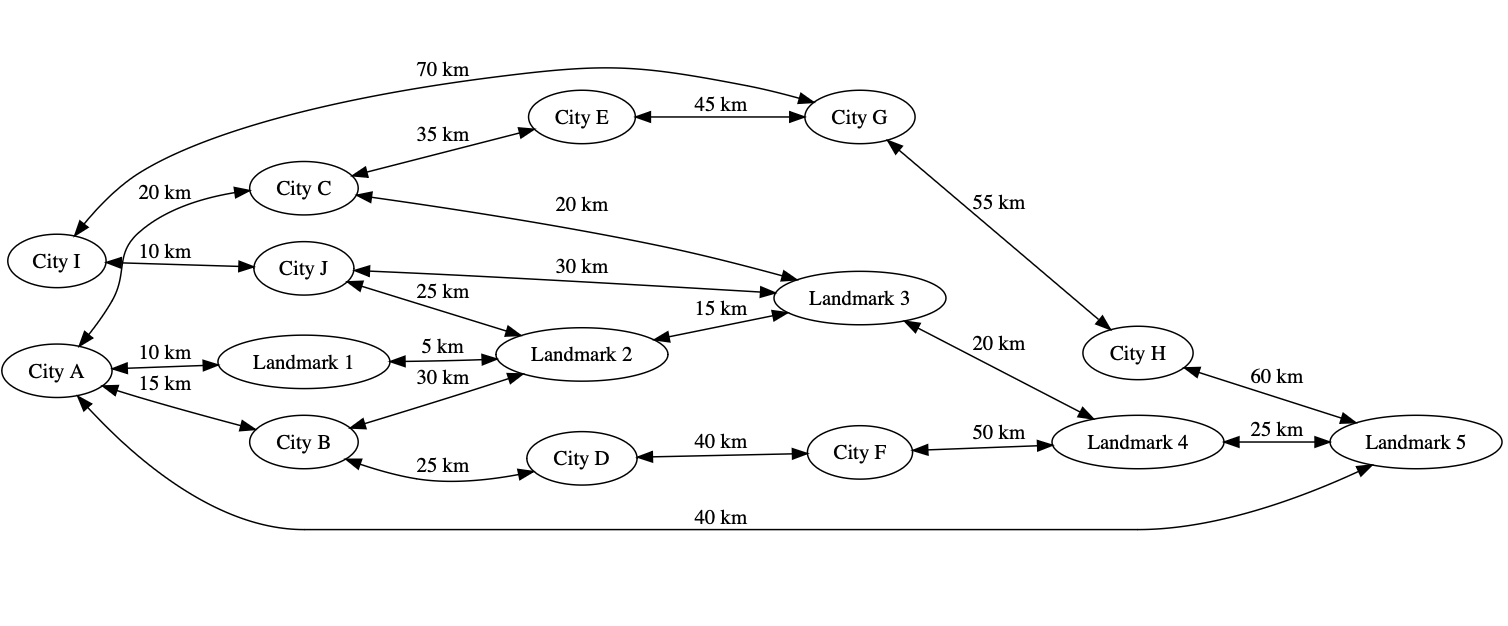 70 km
City E
45 km
City G
35 km
City C
20 km
20 km
55 km
City I
10 km
City J
30 km
25 km
Landmark 3
15 km
20 km
City H
City A
10 km
Landmark 1
5 km
Landmark 2
15 km
30 km
60 km
City B
25 km
City D
40 km
City F
50 km
Landmark 4
25 km
Landmark 5
40 km